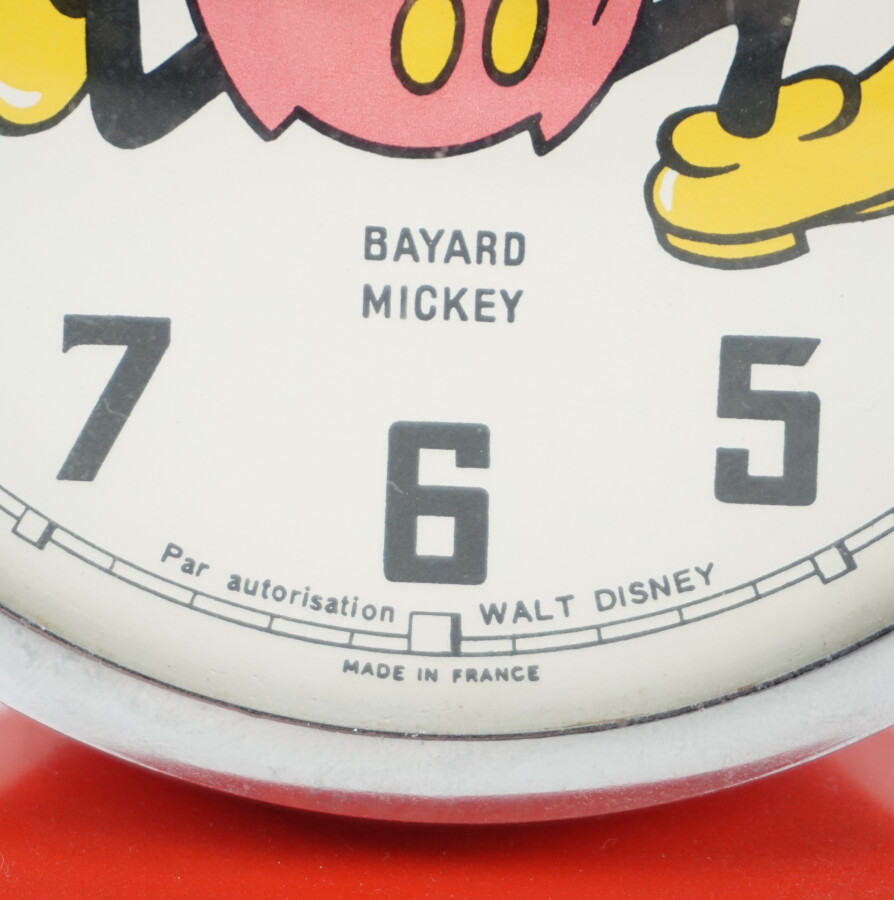 BAYARD
MICKEY
7
5
6
Par autorisation WALT DISNEY
MADE IN FRANCE